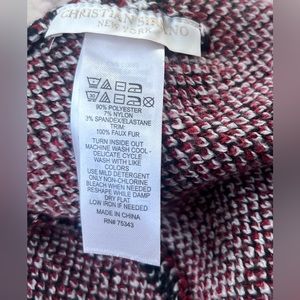 CHRISTIAN SIRIANO
NEW YORK
90% POLYESTER
7% NYLON
3% SPANDEX/ELASTANE
TRIM:
100% FAUX FUR
TURN INSIDE OUT
MACHINE WASH COOL -
DELICATE CYCLE
WASH WITH LIKE
COLORS
USE MILD DETERGENT
ONLY NON-CHLORINE
BLEACH WHEN NEEDED
RESHAPE WHILE DAMP
DRY FLAT
LOW IRON IF NEEDED
MADE IN CHINA
RN# 75343